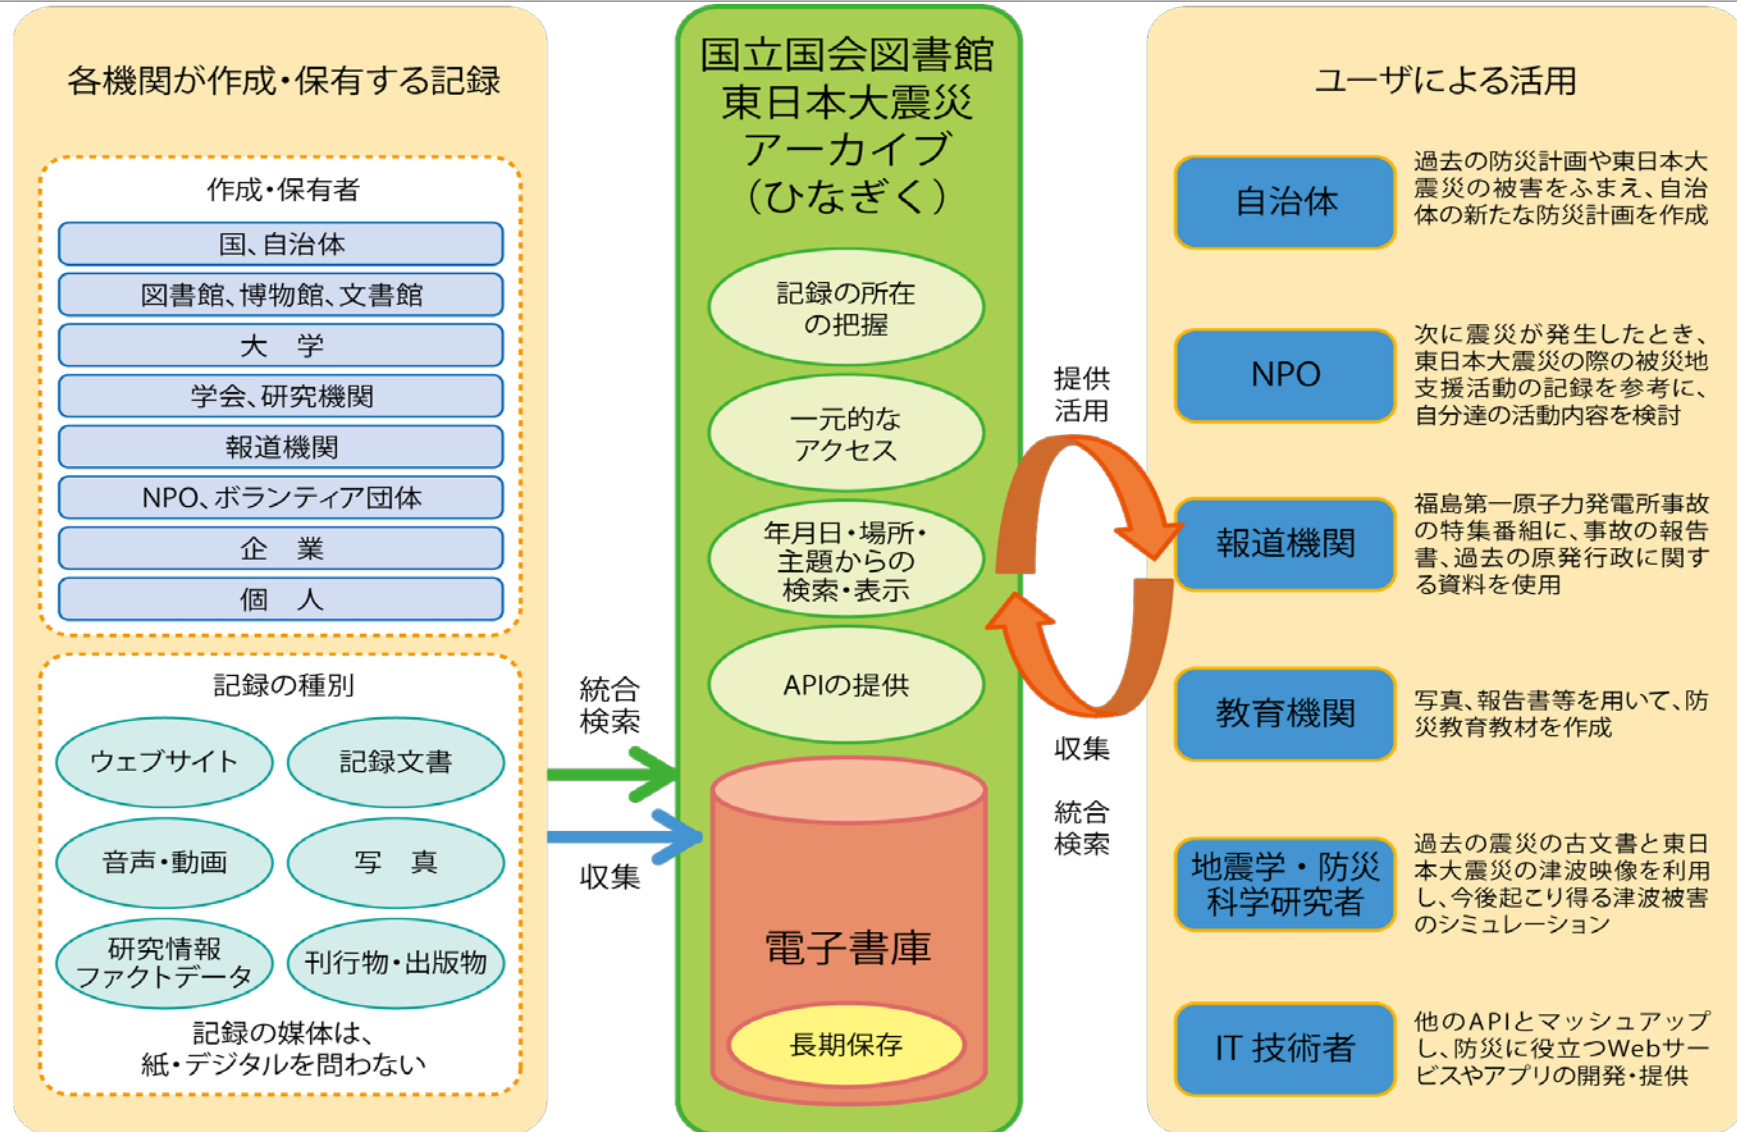 各機関が作成・保有する記録
作成・保有者
国、自治体
図書館、博物館、文書館
大　学
学会、研究機関
報道機関
NPO、ボランティア団体
企　業
個　人
記録の種別
ウェブサイト
記録文書
音声・動画
写　真
研究情報
ファクトデータ
刊行物・出版物
記録の媒体は、
紙・デジタルを問わない
統合
検索
収集
国立国会図書館
東日本大震災
アーカイブ
（ひなぎく）
記録の所在
の把握
一元的な
アクセス
年月日・場所・
主題からの
検索・表示
APIの提供
電子書庫
長期保存
提供
活用
収集
統合
検索
ユーザによる活用
自治体
過去の防災計画や東日本大
震災の被害をふまえ、自治
体の新たな防災計画を作成
NPO
次に震災が発生したとき、
東日本大震災の際の被災地
支援活動の記録を参考に、
自分達の活動内容を検討
報道機関
福島第一原子力発電所事故
の特集番組に、事故の報告
書、過去の原発行政に関す
る資料を使用
教育機関
写真、報告書等を用いて、防
災教育教材を作成
地震学・防災
科学研究者
過去の震災の古文書と東日
本大震災の津波映像を利用
し、今後起こり得る津波被害
のシミュレーション
IT 技術者
他のAPIとマッシュアップ
し、防災に役立つWebサー
ビスやアプリの開発・提供